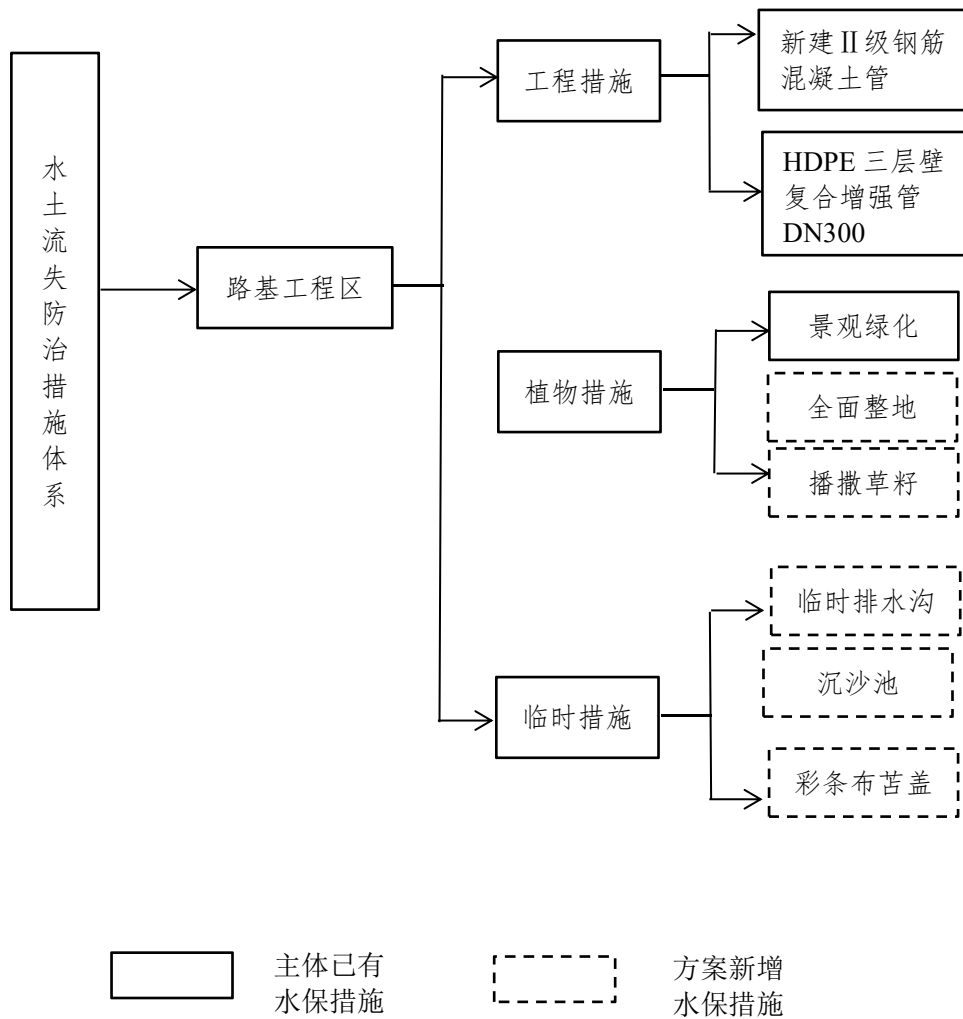 水土流失防治措施体系
路基工程区
工程措施
新建Ⅱ级钢筋
混凝土管
HDPE 三层壁
复合增强管
DN300
植物措施
景观绿化
全面整地
播撒草籽
临时措施
临时排水沟
沉沙池
彩条布苫盖
主体已有
水保措施
方案新增
水保措施